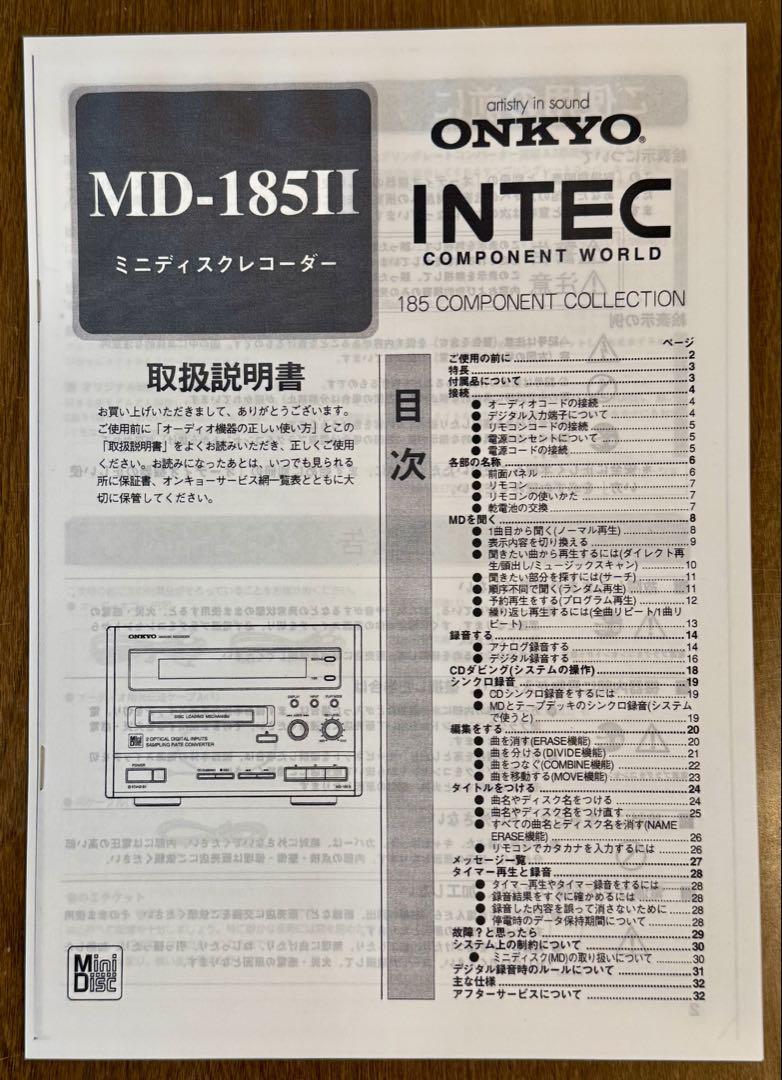 MD-185II
ミニディスクレコーダー
artistry in sound
ONKYO®
INTEC
COMPONENT WORLD
185 COMPONENT COLLECTION
取扱説明書
お買い上げいただきまして、ありがとうございます。
ご使用前に「オーディオ機器の正しい使い方」とこの
「取扱説明書」をよくお読みいただき、正しくご使用
ください。お読みになったあとは、いつでも見られる
所に保証書、オンキョーサービス網一覧表とともに大
切に保管してください。
ONKYO
DISPLAY
INPUT
PLAY MODE
DISC LOADING MECHANISM
2 OPTICAL DIGITAL INPUTS
SAMPLING RATE CONVERTER
POWER
Mini
Disc
目次
ページ
ご使用の前に 2
特長 3
付属品について 3
接続 4
● オーディオコードの接続 4
● デジタル入力端子について 4
● リモコンコードの接続 5
● 電源コンセントについて 5
● 電源コードの接続 5
各部の名称 6
● 前面パネル 6
● リモコン 7
● リモコンの使いかた 7
● 乾電池の交換 7
MDを聞く 8
● 1曲目から聞く(ノーマル再生) 8
● 表示内容を切り換える 9
● 聞きたい曲から再生するには(ダイレクト再
生/頭出し/ミュージックスキャン) 10
● 聞きたい部分を探すには(サーチ) 11
● 順序不同で聞く(ランダム再生) 11
● 予約再生をする(プログラム再生) 12
● 繰り返し再生するには(全曲リピート/1曲リ
ピート) 13
録音する 14
● アナログ録音する 14
● デジタル録音する 16
CDダビング(システムの操作) 18
シンクロ録音 19
● CDシンクロ録音をするには 19
● MDとテープデッキのシンクロ録音(システム
で使うと) 19
編集をする 20
● 曲を消す(ERASE機能) 20
● 曲を分ける(DIVIDE機能) 21
● 曲をつなぐ(COMBINE機能) 22
● 曲を移動する(MOVE機能) 23
タイトルをつける 24
● 曲名やディスク名をつける 24
● 曲名やディスク名をつけ直す 25
● すべての曲名とディスク名を消す(NAME
ERASE機能) 26
● リモコンでカタカナを入力するには 26
メッセージ一覧 27
タイマー再生と録音 28
● タイマー再生やタイマー録音をするには 28
● 録音結果をすぐに確かめるには 28
● 録音した内容を誤って消さないために 28
● 停電時のデータ保持期間について 28
故障?と思ったら 29
システム上の制約について 30
● ミニディスク(MD)の取り扱いについて 30
デジタル録音時のルールについて 31
主な仕様 32
アフターサービスについて 32